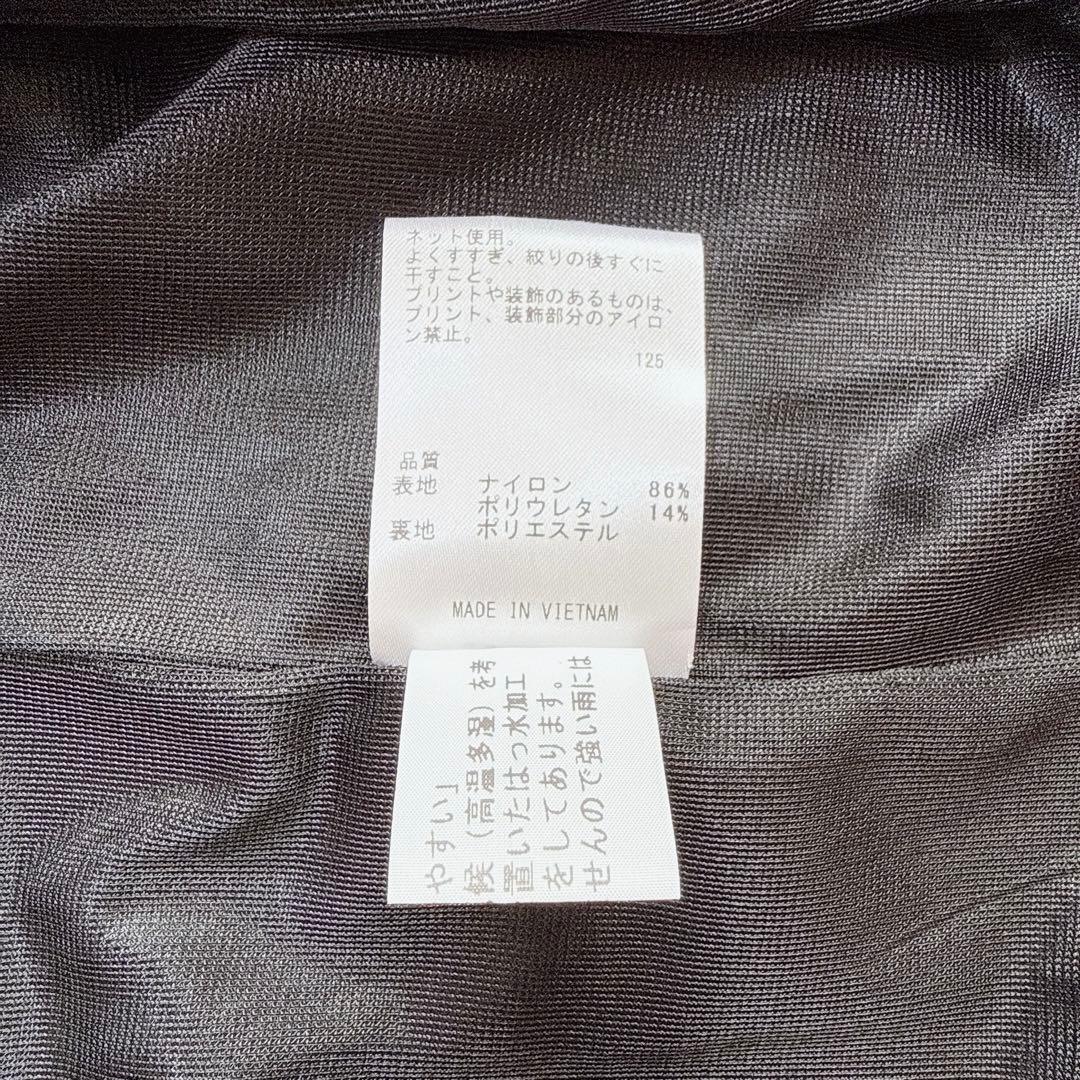 ネット使用。
よくすすぎ、絞りの後すぐに
干すこと。
プリントや装飾のあるものは、
プリント、装飾部分のアイロ
ン禁止。
125
品質
表地 ナイロン 86%
ポリウレタン 14%
裏地 ポリエステル
MADE IN VIETNAM
やすい」
候(高温多湿)を考
置いたはっ水加工
をしてあります。
せんので強い雨には